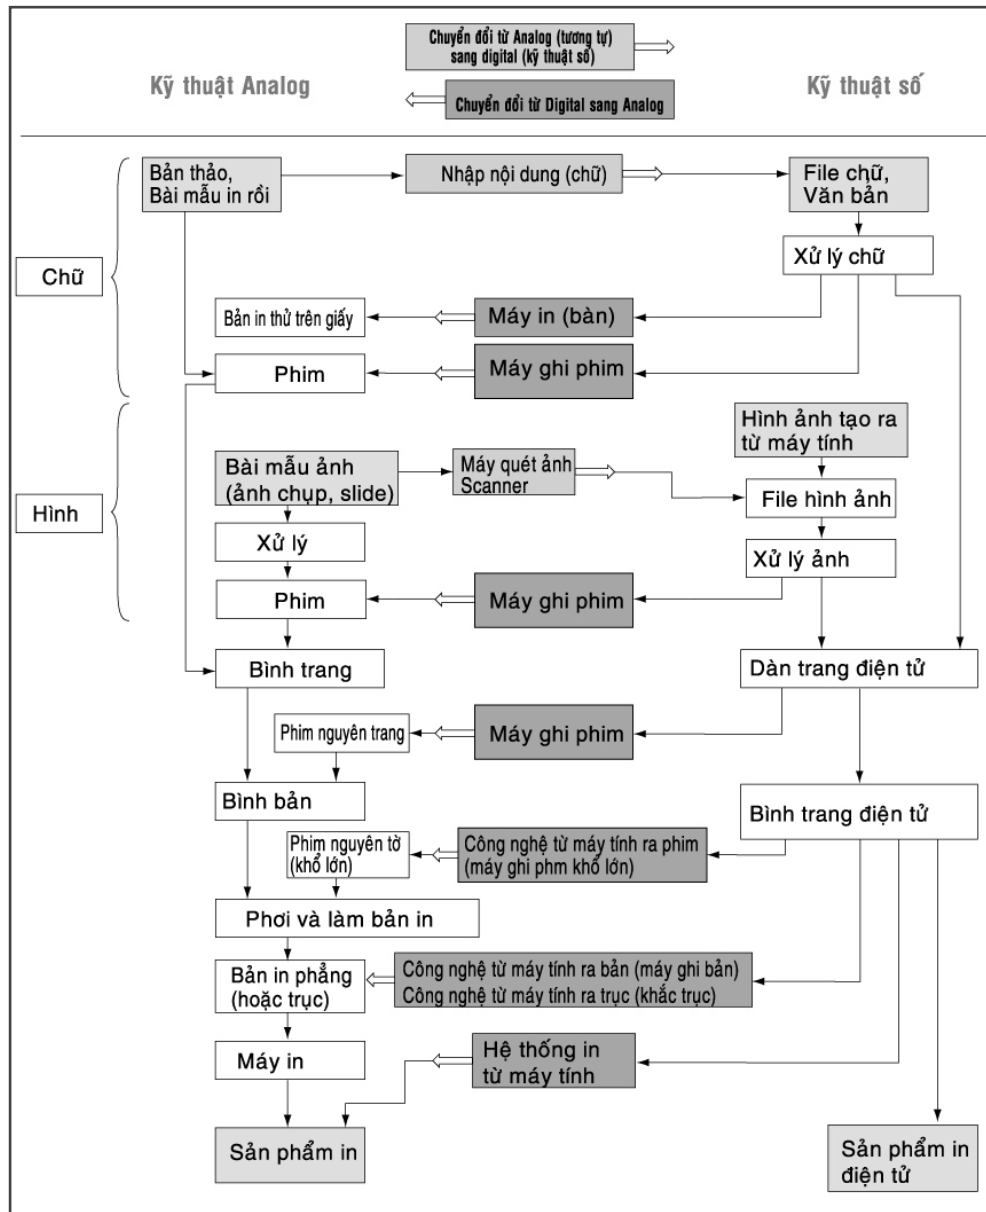 Chuyển đổi từ Analog (tương tự)
sang digital (kỹ thuật số)
Kỹ thuật Analog
Kỹ thuật số
Chuyển đổi từ Digital sang Analog
Bản thảo,
Bài mẫu in rồi
Nhập nội dung (chữ)
File chữ,
Văn bản
Chữ
Xử lý chữ
Bản in thử trên giấy
Máy in (bàn)
Phim
Máy ghi phim
Hình ảnh tạo ra
từ máy tính
Bài mẫu ảnh
(ảnh chụp, slide)
Máy quét ảnh
Scanner
File hình ảnh
Hình
Xử lý
Xử lý ảnh
Phim
Máy ghi phim
Bình trang
Dàn trang điện tử
Phim nguyên trang
Máy ghi phim
Bình bản
Bình trang điện tử
Phim nguyên tờ
(khổ lớn)
Công nghệ từ máy tính ra phim
(máy ghi phm khổ lớn)
Phơi và làm bản in
Bản in phẳng
(hoặc trục)
Công nghệ từ máy tính ra bản (máy ghi bản)
Công nghệ từ máy tính ra trục (khắc trục)
Máy in
Hệ thống in
từ máy tính
Sản phẩm in
Sản phẩm in
điện tử